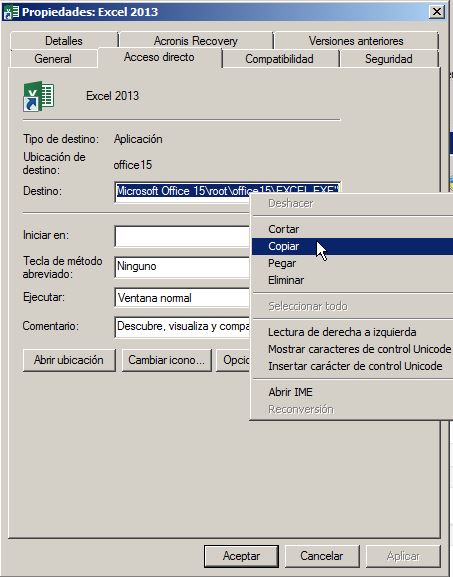 Propiedades: Excel 2013
Detalles
Acronis Recovery
Versiones anteriores
General
Acceso directo
Compatibilidad
Seguridad
Excel 2013
Tipo de destino: Aplicación
Ubicación de destino: office15
Destino: Microsoft Office 15\root\office15\EXCEL.EXE"
Iniciar en:
Tecla de método abreviado: Ninguno
Ejecutar: Ventana normal
Comentario: Descubre, visualiza y compa
Abrir ubicación
Cambiar icono...
Opcio
Deshacer
Cortar
Copiar
Pegar
Eliminar
Seleccionar todo
Lectura de derecha a izquierda
Mostrar caracteres de control Unicode
Insertar carácter de control Unicode
Abrir IME
Reconversión
Aceptar
Cancelar
Aplicar